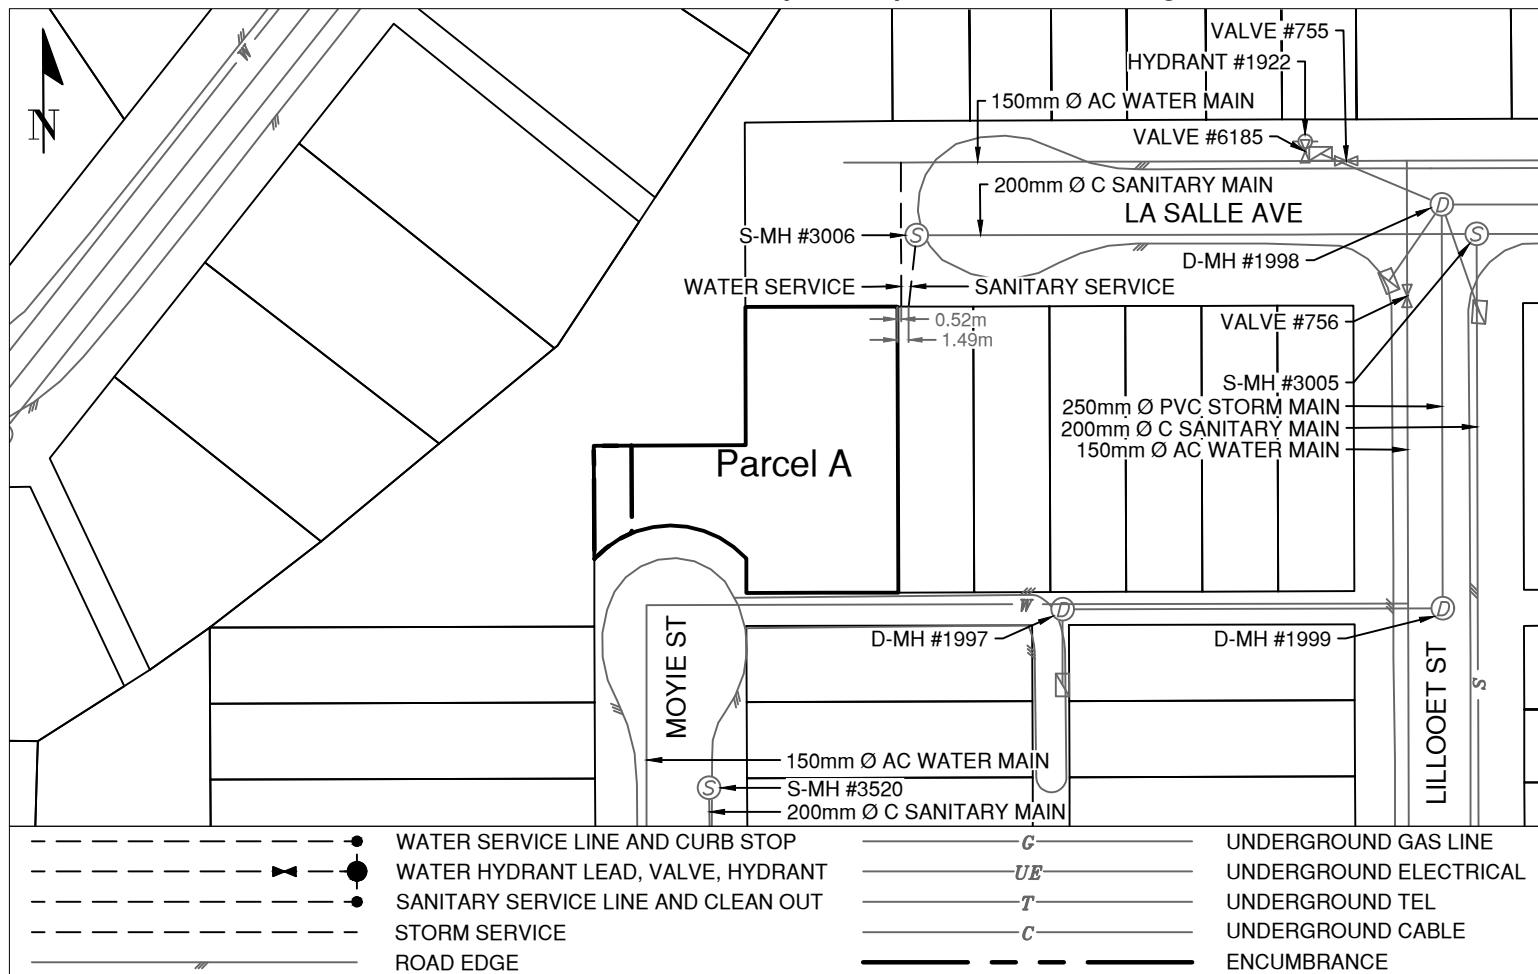 VALVE #755
HYDRANT #1922
150mm Ø AC WATER MAIN
VALVE #6185
N
W
200mm Ø C SANITARY MAIN
LA SALLE AVE
D
S-MH #3006
S
S
D-MH #1998
WATER SERVICE
SANITARY SERVICE
0.52m
VALVE #756
1.49m
S-MH #3005
250mm Ø PVC STORM MAIN
200mm Ø C SANITARY MAIN
150mm Ø AC WATER MAIN
Parcel A
W
D
D
D-MH #1997
D-MH #1999
MOYIE ST
LILLOOET ST
S
150mm Ø AC WATER MAIN
S
S-MH #3520
200mm Ø C SANITARY MAIN
WATER SERVICE LINE AND CURB STOP
WATER HYDRANT LEAD, VALVE, HYDRANT
SANITARY SERVICE LINE AND CLEAN OUT
STORM SERVICE
ROAD EDGE
G
UNDERGROUND GAS LINE
UE
UNDERGROUND ELECTRICAL
T
UNDERGROUND TEL
C
UNDERGROUND CABLE
ENCUMBRANCE